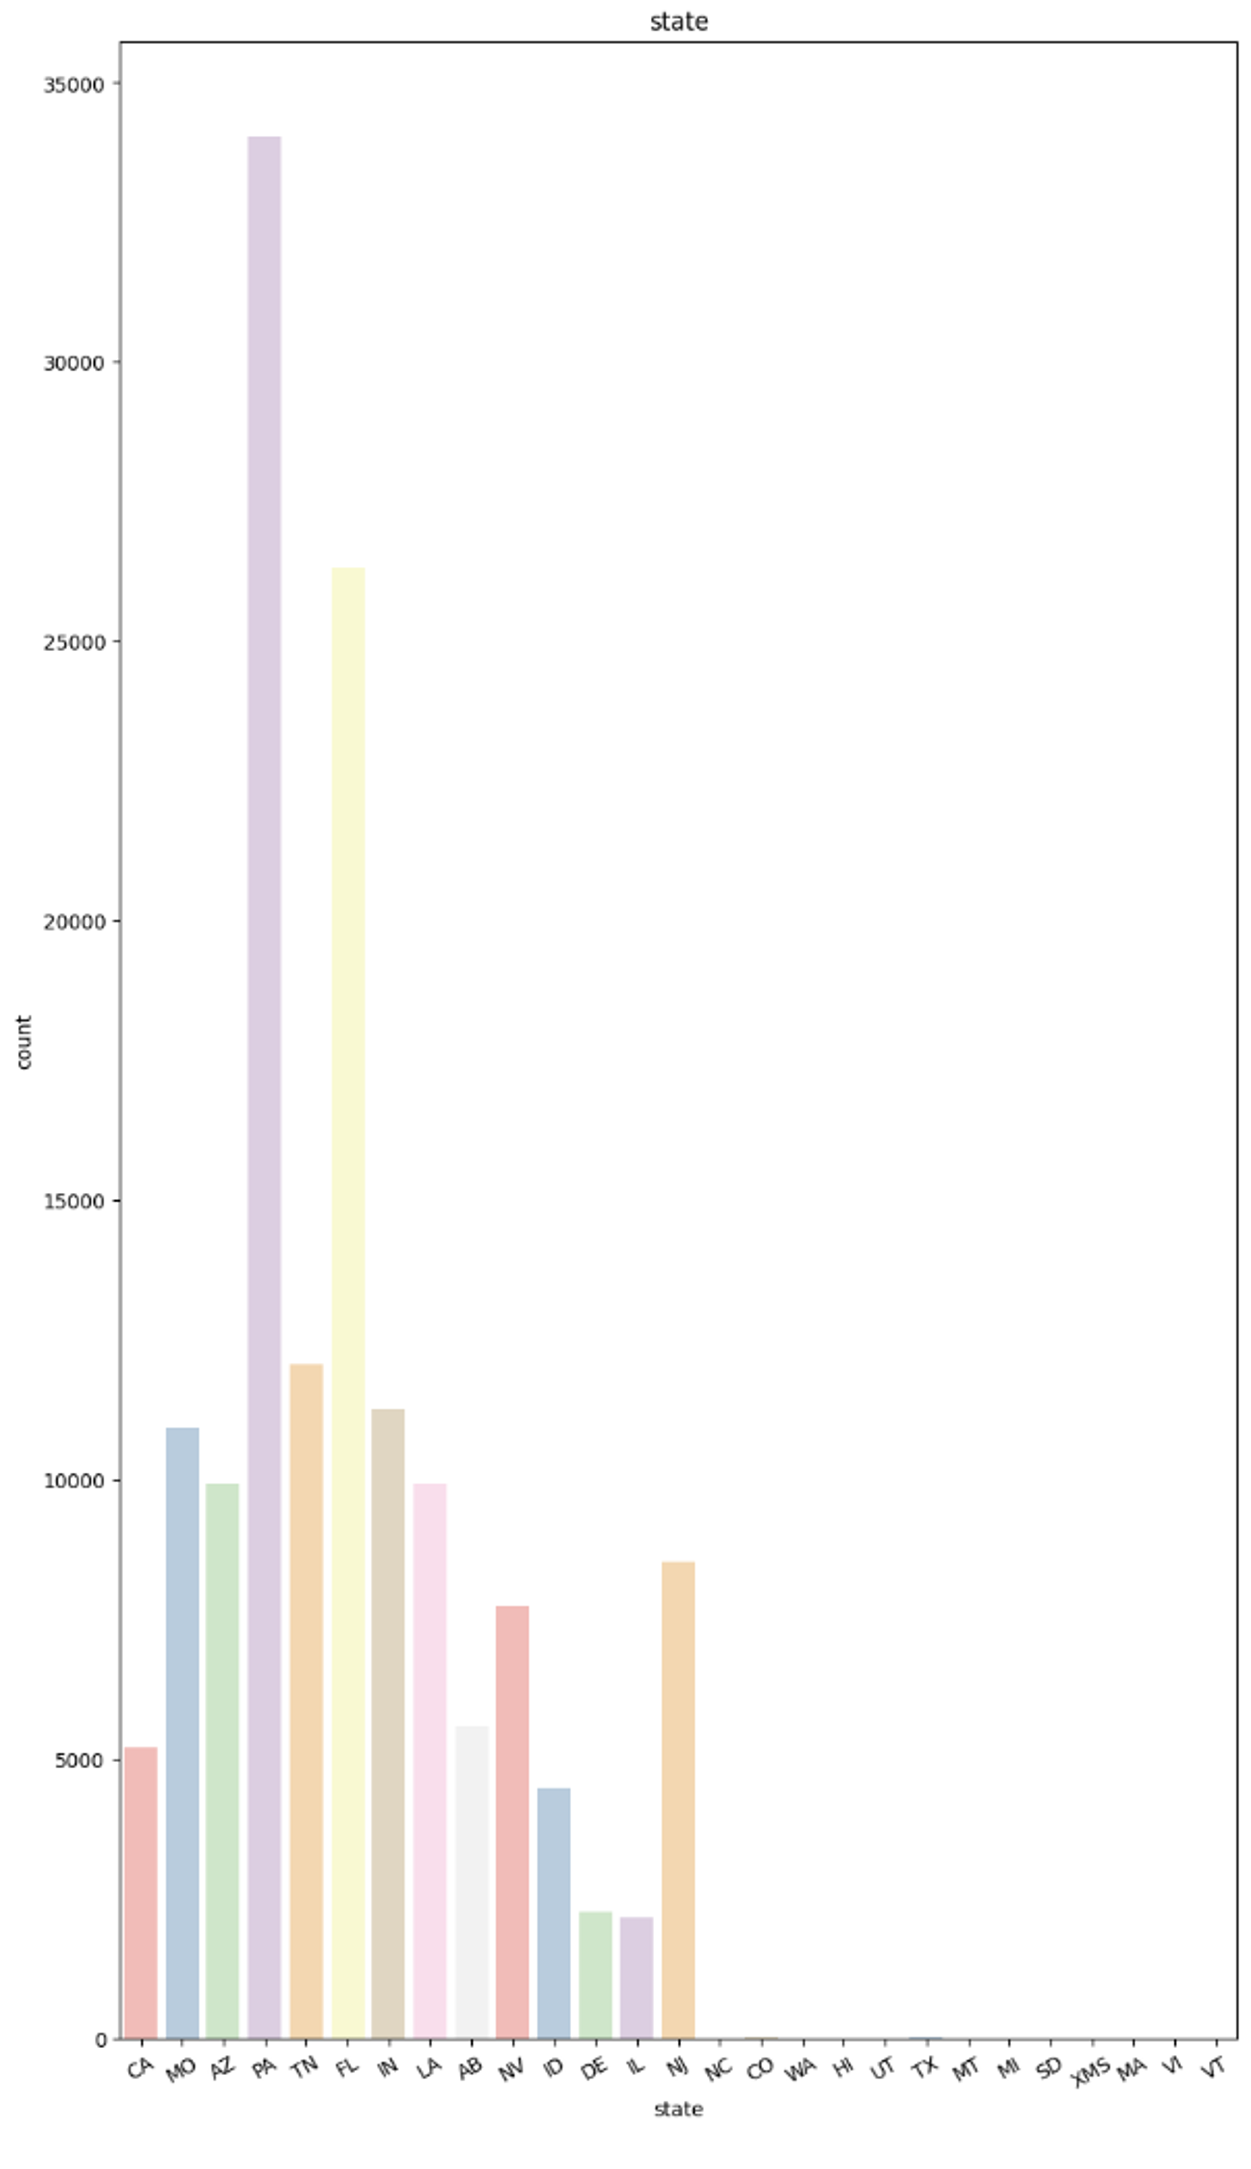 state
35000
30000
25000
20000
15000
10000
5000
0
count
CA MO AZ PA TN FL IN LA AB NV ID DE IL NJ NC CO WA HI UT TX MT MI SD XMS MA VI VT
state